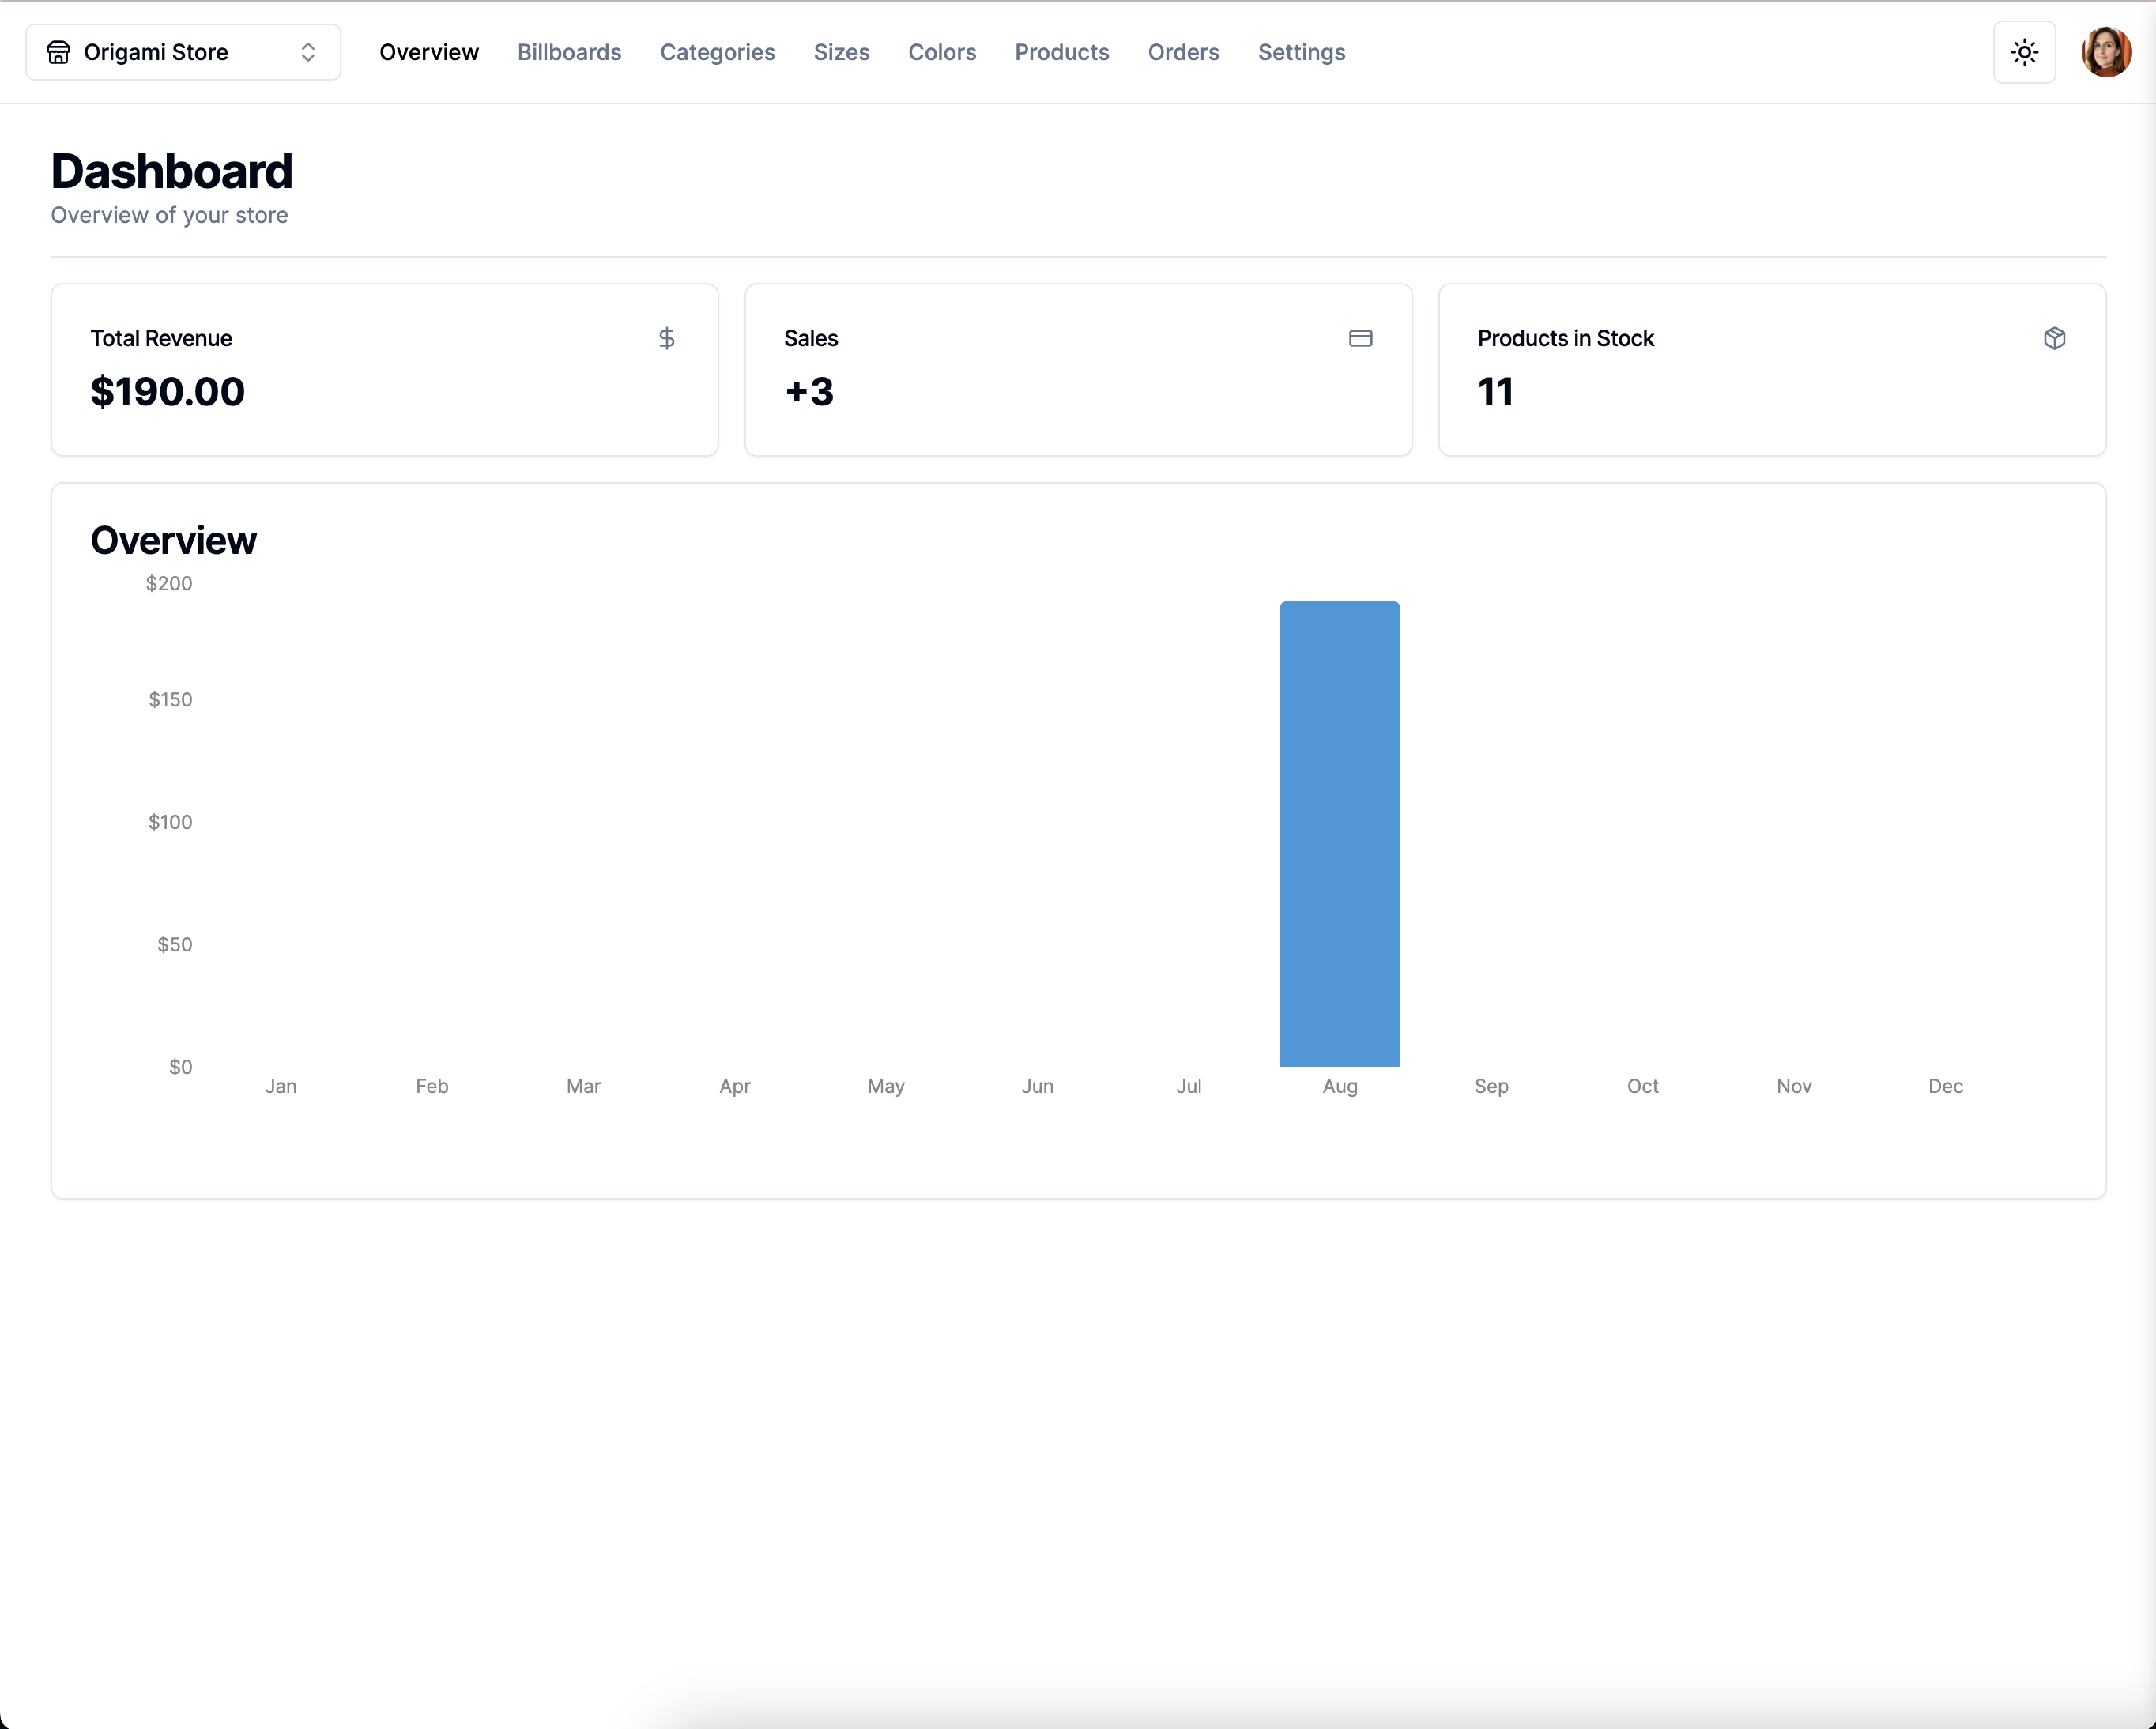 Origami Store Overview Billboards Categories Sizes Colors Products Orders Settings
Dashboard
Overview of your store
Total Revenue
$190.00
Sales
+3
Products in Stock
11
Overview
$200
$150
$100
$50
$0
Jan Feb Mar Apr May Jun Jul Aug Sep Oct Nov Dec